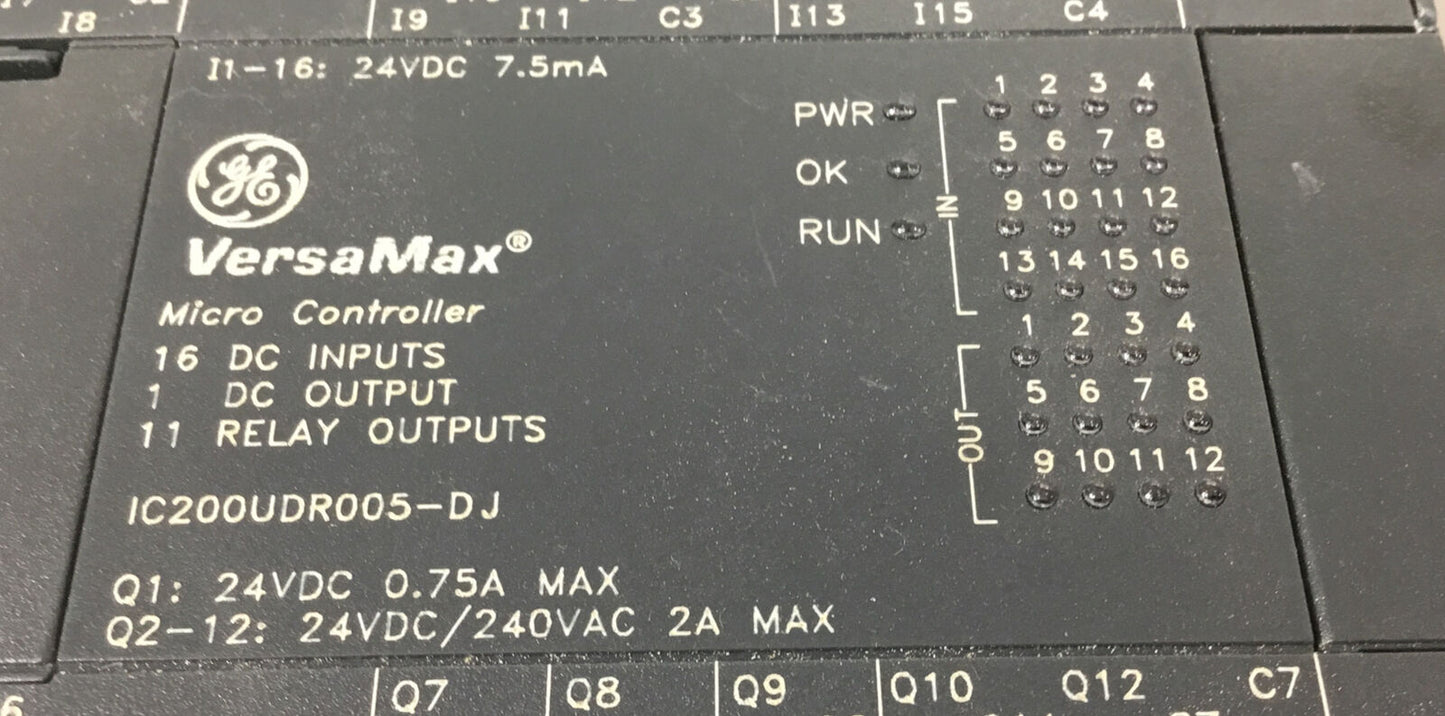 I8 I9 I11 C3 I13 I15 C4
I1-16: 24VDC 7.5mA
GE
VersaMax®
Micro Controller
16 DC INPUTS
1 DC OUTPUT
11 RELAY OUTPUTS
IC200UDR005-DJ
Q1: 24VDC 0.75A MAX
Q2-12: 24VDC/240VAC 2A MAX
PWR
OK
RUN
IN
1 2 3 4
5 6 7 8
9 10 11 12
13 14 15 16
OUT
1 2 3 4
5 6 7 8
9 10 11 12
Q7 Q8 Q9 Q10 Q12 C7